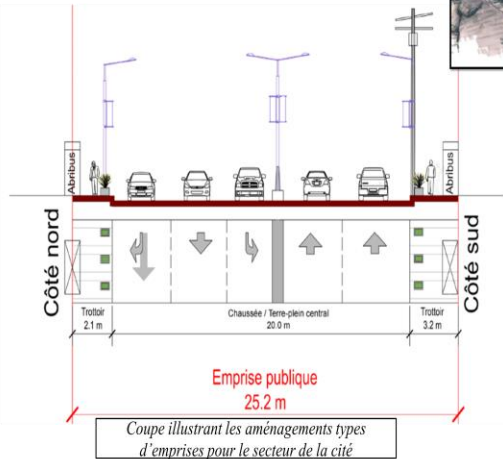 Abribus
Abribus
Côté nord
Côté sud
Trottoir
2.1 m
Chaussée / Terre-plein central
20.0 m
Trottoir
3.2 m
Emprise publique
25.2 m
Coupe illustrant les aménagements types
d'emprises pour le secteur de la cité